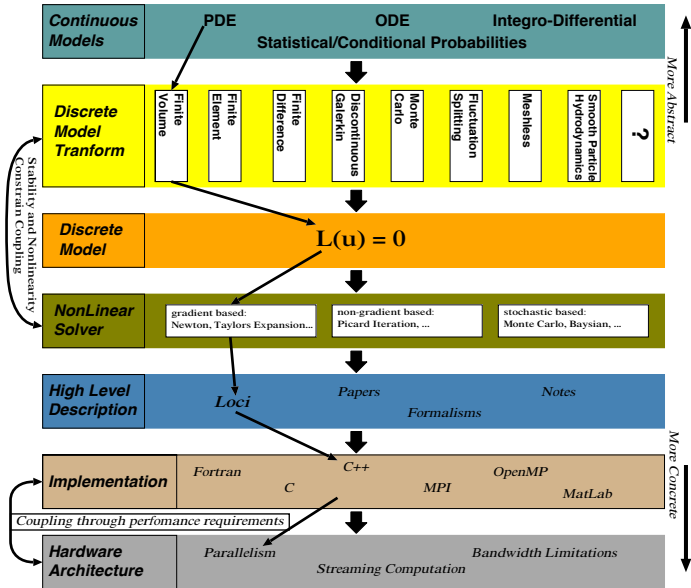 Continuous
Models
PDE
ODE
Integro-Differential
Statistical/Conditional Probabilities
More Abstract
Discrete
Model
Tranform
Finite
Volume
Finite
Element
Finite
Difference
Discontinuous
Galerkin
Monte
Carlo
Fluctuation
Splitting
Meshless
Smooth Particle
Hydrodynamics
?
Stability and Nonlinearity
Constrain Coupling
Discrete
Model
L(u) = 0
NonLinear
Solver
gradient based:
Newton, Taylors Expansion...
non-gradient based:
Picard Iteration, ...
stochastic based:
Monte Carlo, Baysian, ...
High Level
Description
Loci
Papers
Formalisms
Notes
More Concrete
Implementation
Fortran
C
C++
MPI
OpenMP
MatLab
Coupling through perfomance requirements
Hardware
Architecture
Parallelism
Streaming Computation
Bandwidth Limitations